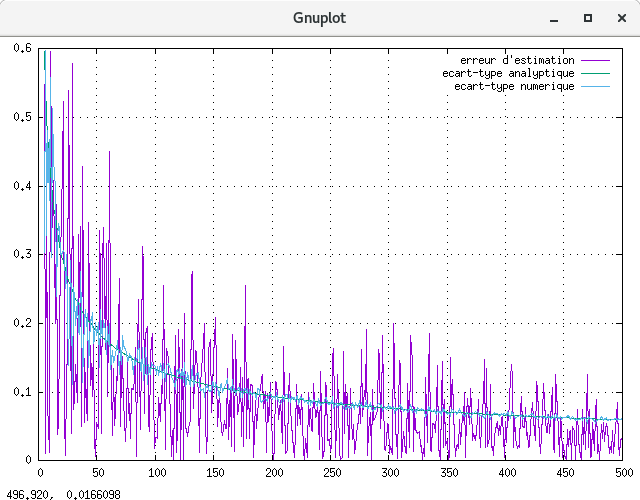 Gnuplot
erreur d'estimation
ecart-type analyptique
ecart-type numerique
0.6
0.5
0.4
0.3
0.2
0.1
0
0 50 100 150 200 250 300 350 400 450 500
496.920, 0.0166098